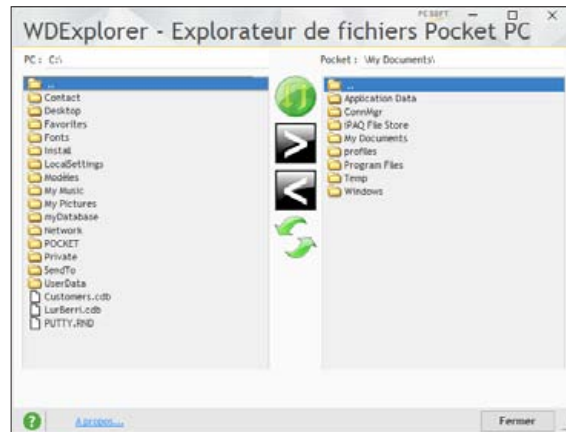 PC SOFT
WDExplorer - Explorateur de fichiers Pocket PC
PC : C:\
Pocket : \My Documents\
..
Contact
Desktop
Favorites
Fonts
Install
LocalSettings
Modèles
My Music
My Pictures
myDatabase
Network
POCKET
Private
SendTo
UserData
Customers.cdb
LurBerri.cdb
PUTTY.RND
..
Application Data
ConnMgr
iPAQ File Store
My Documents
profiles
Program Files
Temp
Windows
?
A propos...
Fermer